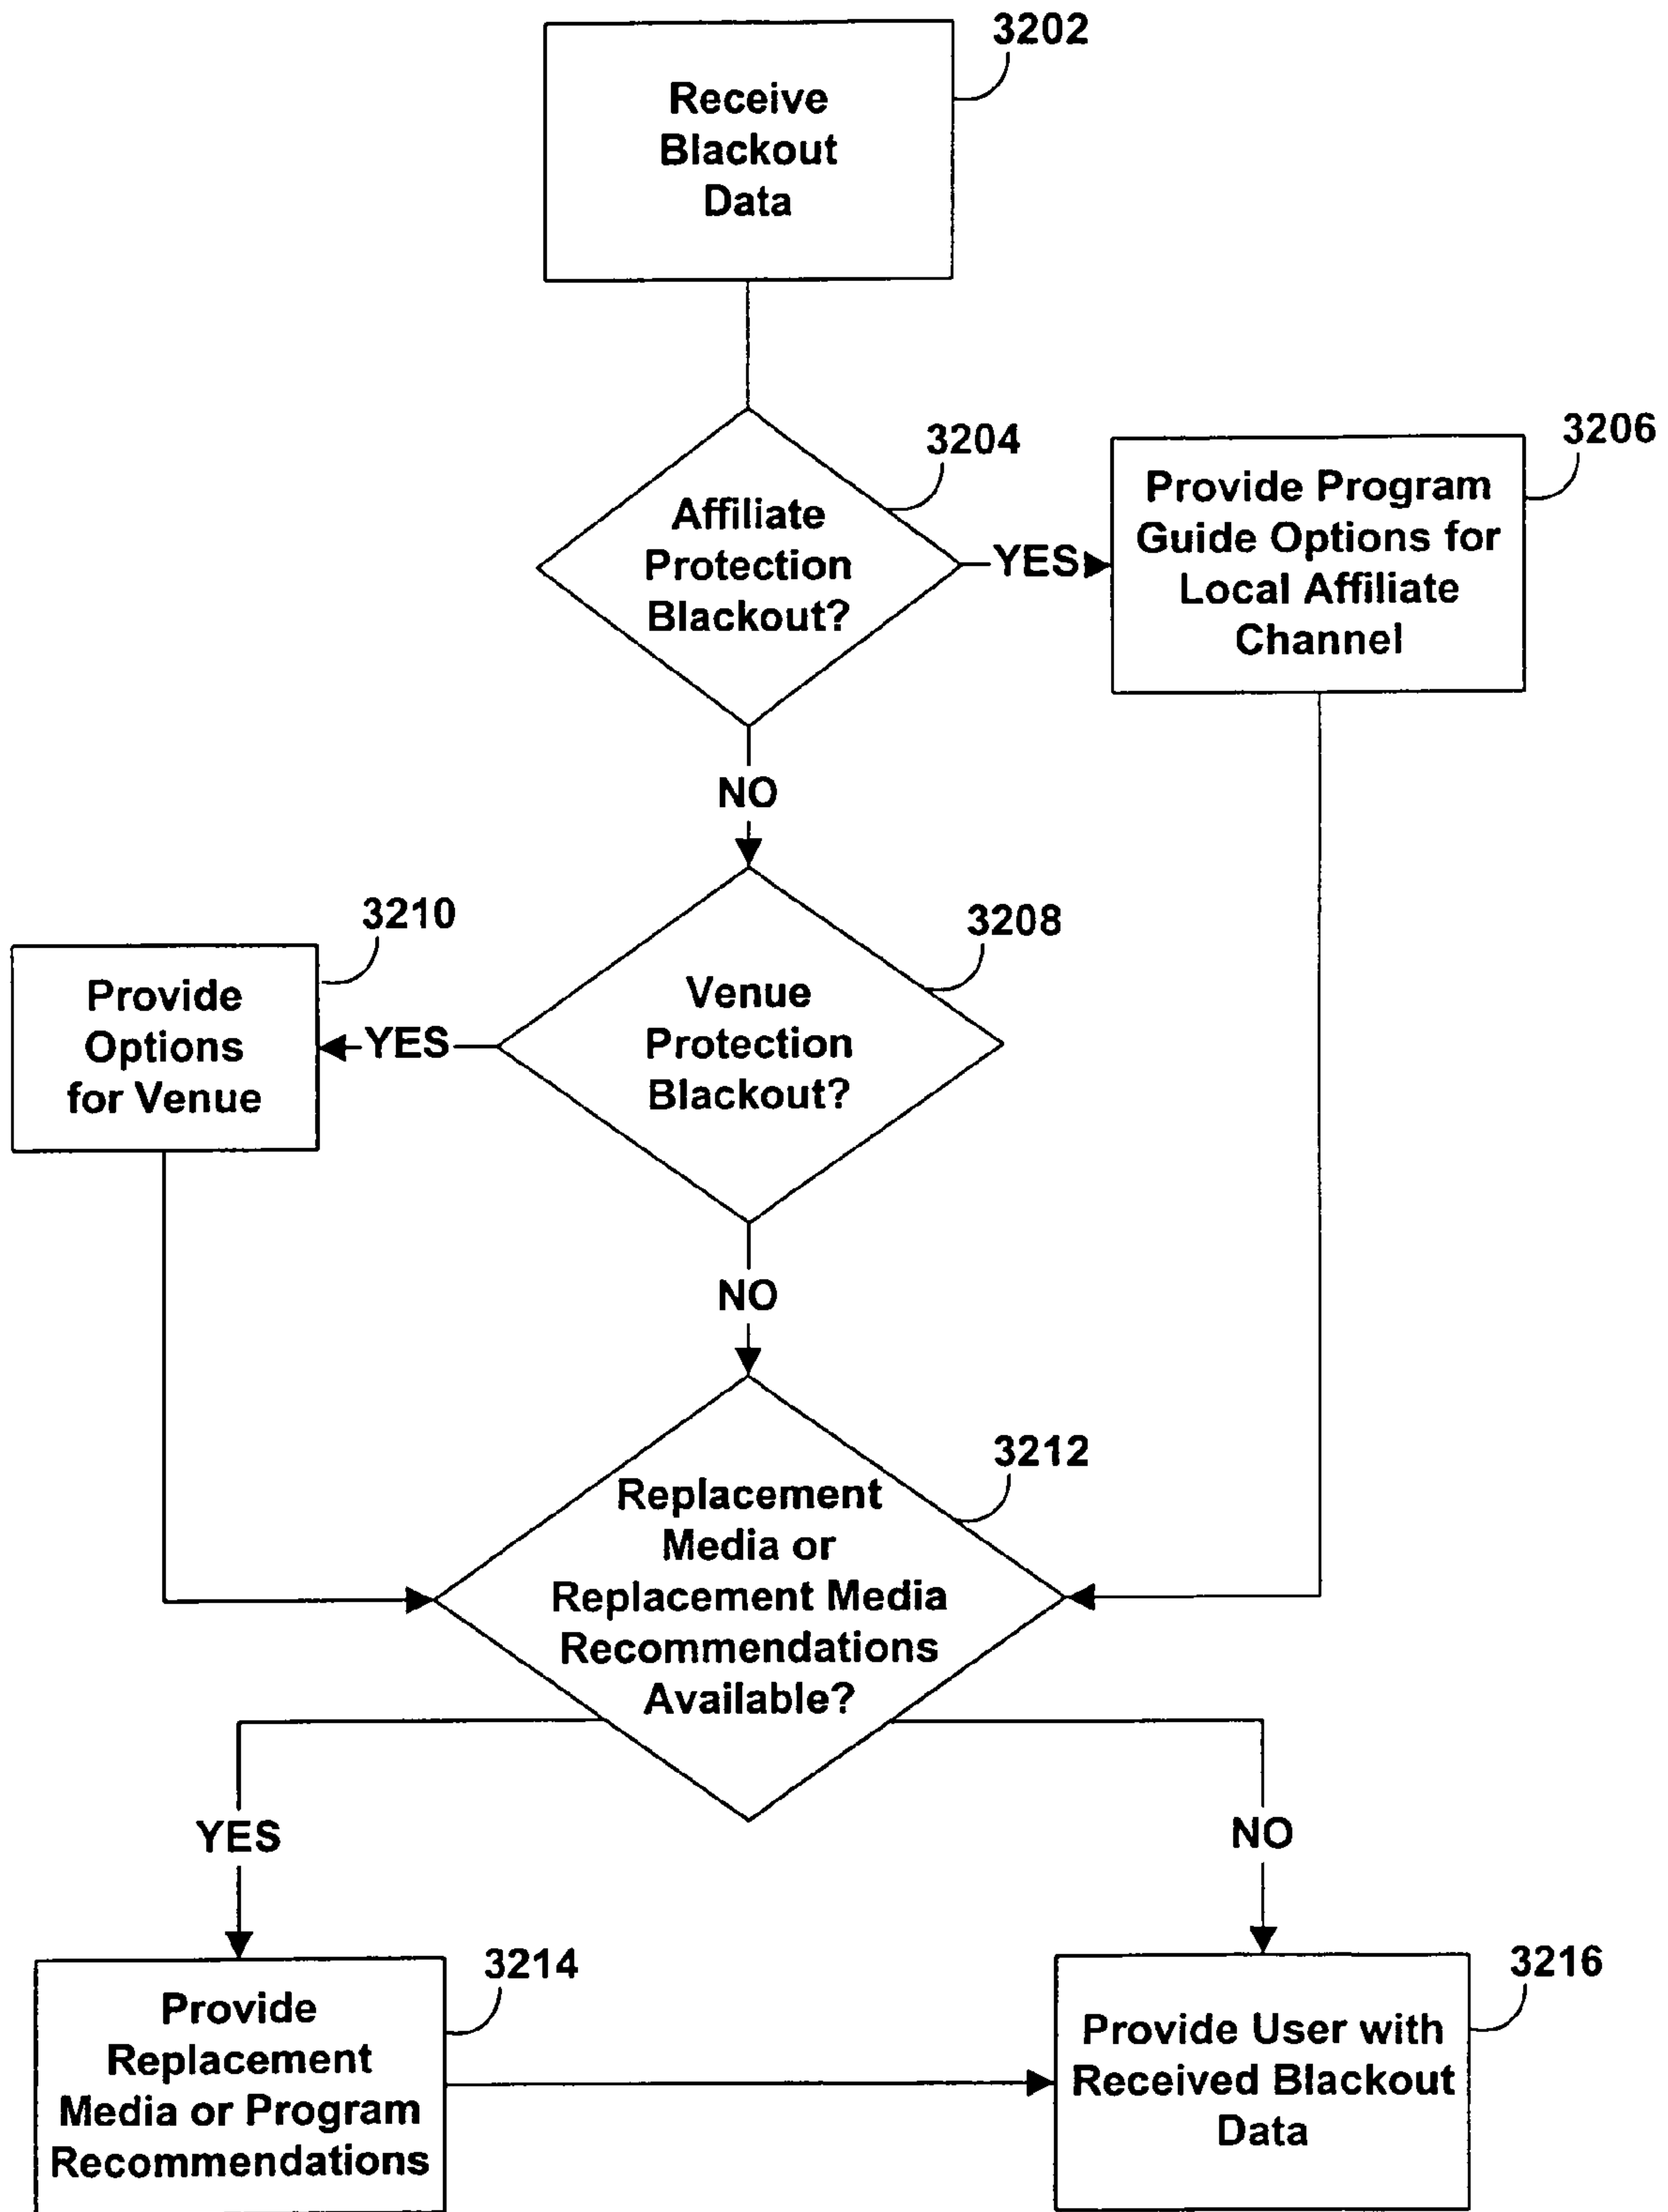 3202
Receive
Blackout
Data
3204
Affiliate
Protection
Blackout?
YES
3206
Provide Program
Guide Options for
Local Affiliate
Channel
NO
3210
Provide
Options
for Venue
YES
3208
Venue
Protection
Blackout?
NO
3212
Replacement
Media or
Replacement Media
Recommendations
Available?
YES
NO
3214
Provide
Replacement
Media or Program
Recommendations
3216
Provide User with
Received Blackout
Data